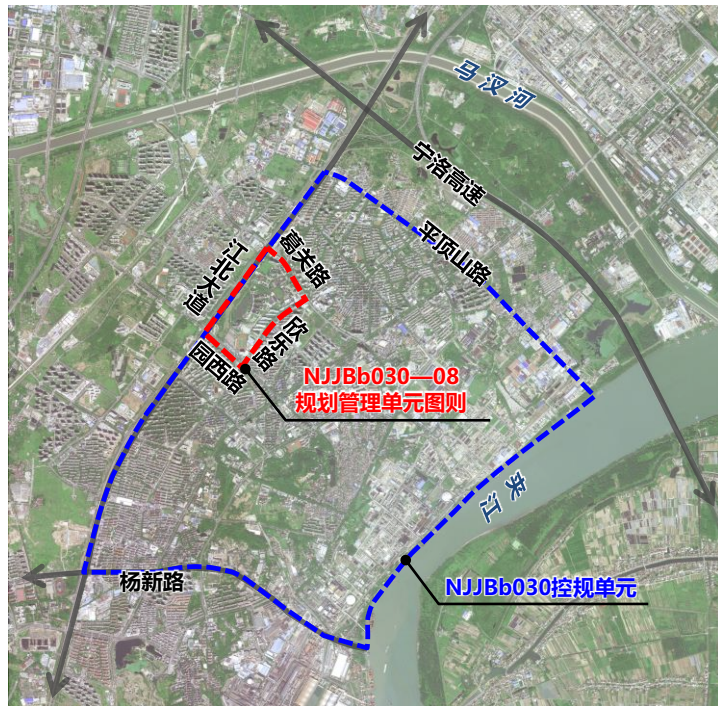 马汊河
宁洛高速
平顶山路
葛关路
江北大道
欣乐路
园西路
NJJBb030—08
规划管理单元图则
夹江
杨新路
NJJBb030控规单元